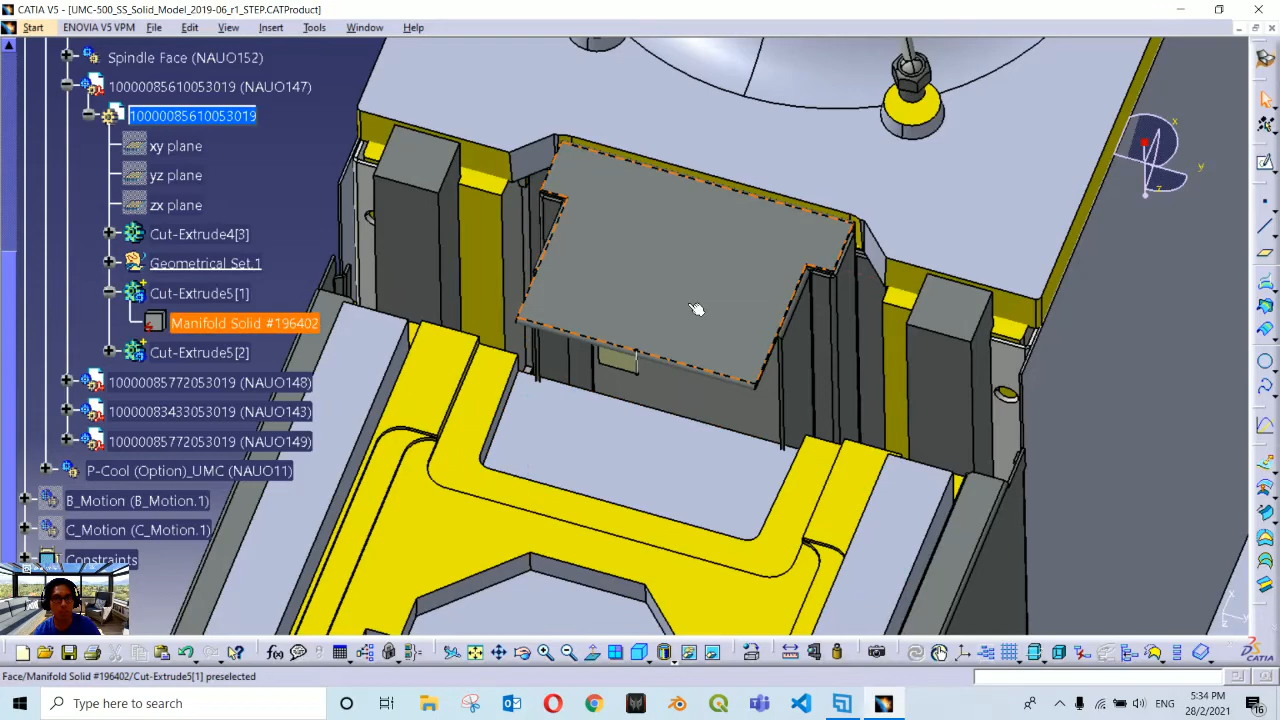 CATIA V5 - [UMC-500_SS_Solid_Model_2019-06_r1_STEP.CATProduct]
Start ENOVIA V5 VPM File Edit View Insert Tools Window Help
Spindle Face (NAUO152)
10000085610053019 (NAUO147)
10000085610053019
xy plane
yz plane
zx plane
Cut-Extrude4[3]
Geometrical Set.1
Cut-Extrude5[1]
Manifold Solid #196402
Cut-Extrude5[2]
10000085772053019 (NAUO148)
10000083433053019 (NAUO143)
10000085772053019 (NAUO149)
P-Cool (Option)_UMC (NAUO11)
B_Motion (B_Motion.1)
C_Motion (C_Motion.1)
Constraints
x
y
z
f(x)
CATIA
Face/Manifold Solid #196402/Cut-Extrude5[1] preselected
Type here to search
ENG
5:34 PM
28/2/2021
16